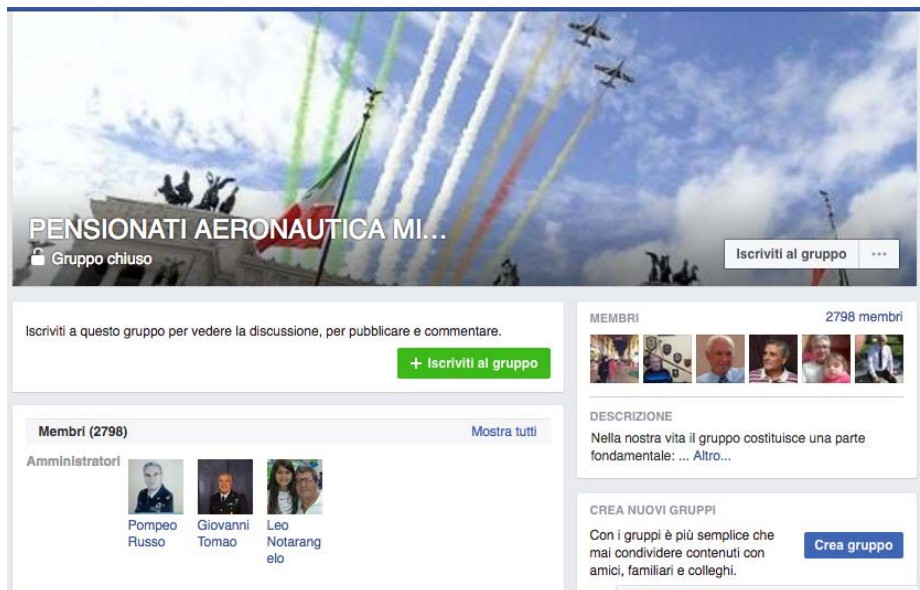 PENSIONATI AERONAUTICA MI...
Gruppo chiuso
Iscriviti al gruppo
Iscriviti a questo gruppo per vedere la discussione, per pubblicare e commentare.
+ Iscriviti al gruppo
Membri (2798)
Mostra tutti
Amministratori
Pompeo
Russo
Giovanni
Tomao
Leo
Notarang
elo
MEMBRI
2798 membri
DESCRIZIONE
Nella nostra vita il gruppo costituisce una parte
fondamentale: ... Altro...
CREA NUOVI GRUPPI
Con i gruppi è più semplice che
mai condividere contenuti con
amici, familiari e colleghi.
Crea gruppo